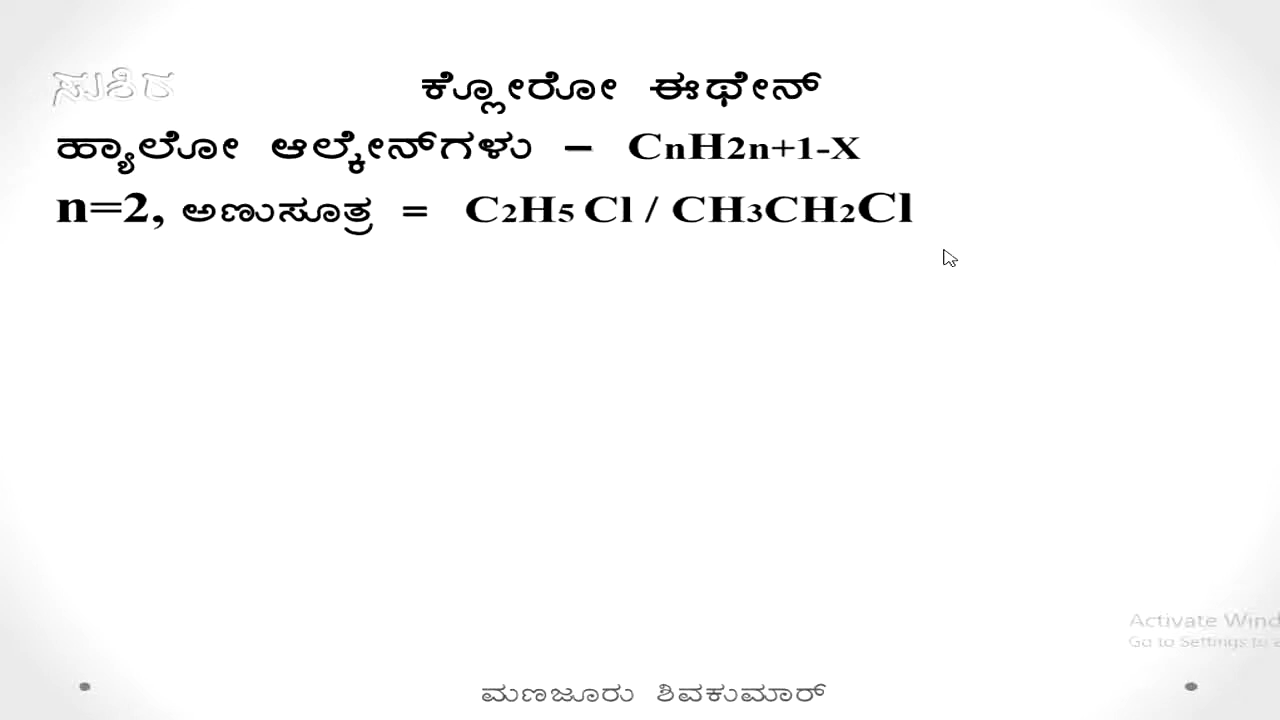 ಸುಶಿರ
ಕ್ಲೋರೋ ಈಥೇನ್
ಹ್ಯಾಲೋ ಆಲ್ಕೇನ್‌ಗಳು – CnH2n+1-X
n=2, ಅಣುಸೂತ್ರ = C2H5 Cl / CH3CH2Cl
Activate Wind
Go to Settings to a
ಮಣಜೂರು ಶಿವಕುಮಾರ್